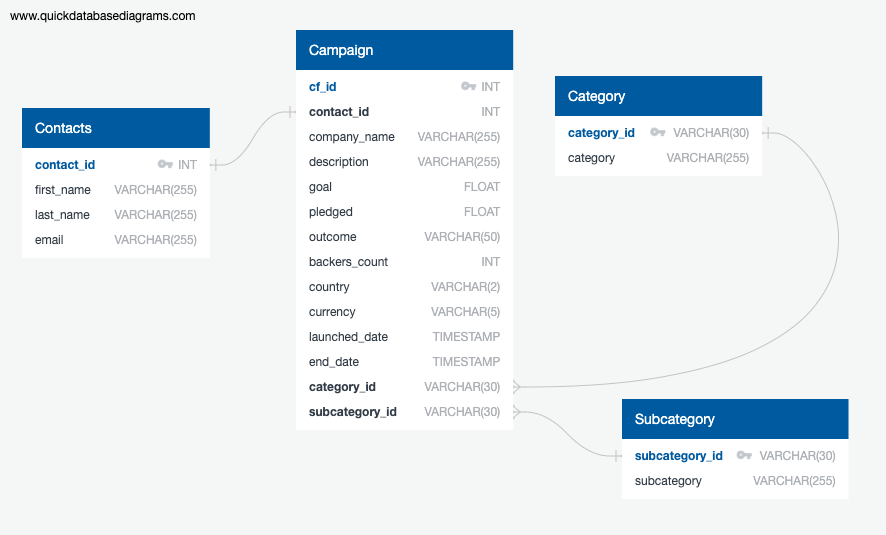 www.quickdatabasediagrams.com
Contacts
contact_id INT
first_name VARCHAR(255)
last_name VARCHAR(255)
email VARCHAR(255)
Campaign
cf_id INT
contact_id INT
company_name VARCHAR(255)
description VARCHAR(255)
goal FLOAT
pledged FLOAT
outcome VARCHAR(50)
backers_count INT
country VARCHAR(2)
currency VARCHAR(5)
launched_date TIMESTAMP
end_date TIMESTAMP
category_id VARCHAR(30)
subcategory_id VARCHAR(30)
Category
category_id VARCHAR(30)
category VARCHAR(255)
Subcategory
subcategory_id VARCHAR(30)
subcategory VARCHAR(255)